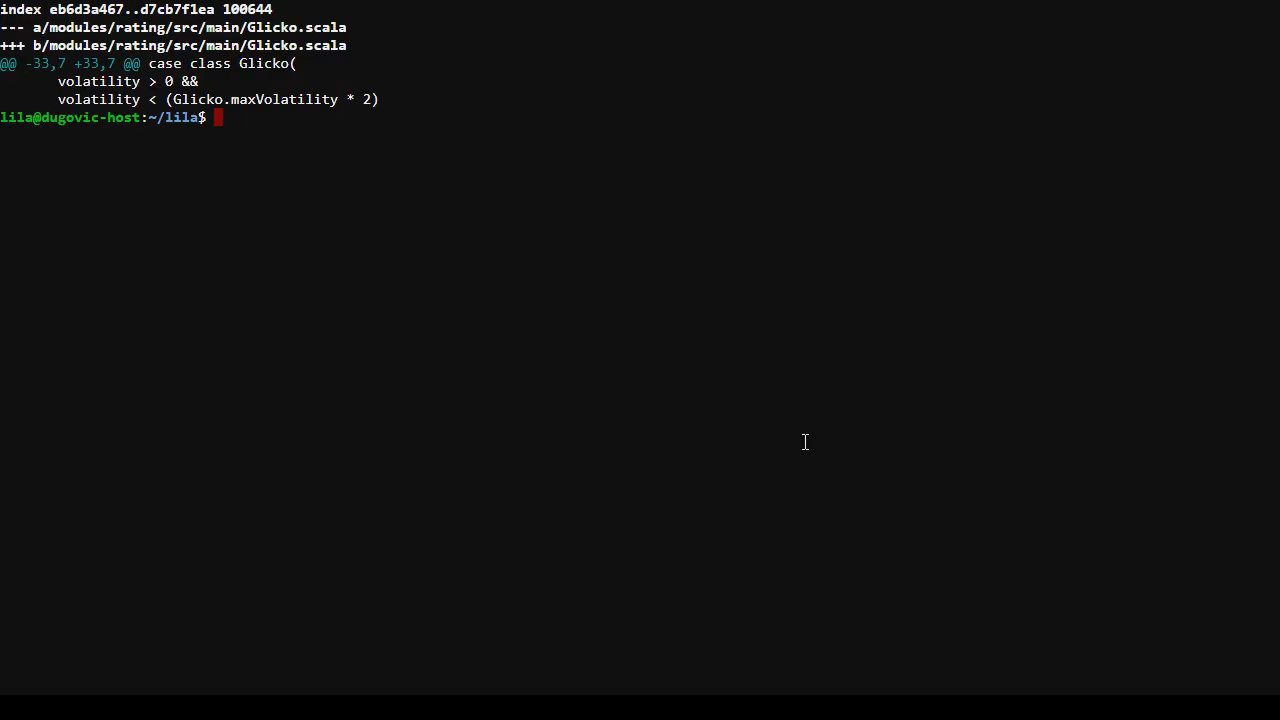 index eb6d3a467..d7cb7f1ea 100644
--- a/modules/rating/src/main/Glicko.scala
+++ b/modules/rating/src/main/Glicko.scala
@@ -33,7 +33,7 @@ case class Glicko(
       volatility > 0 &&
       volatility < (Glicko.maxVolatility * 2)
lila@dugovic-host:~/lila$